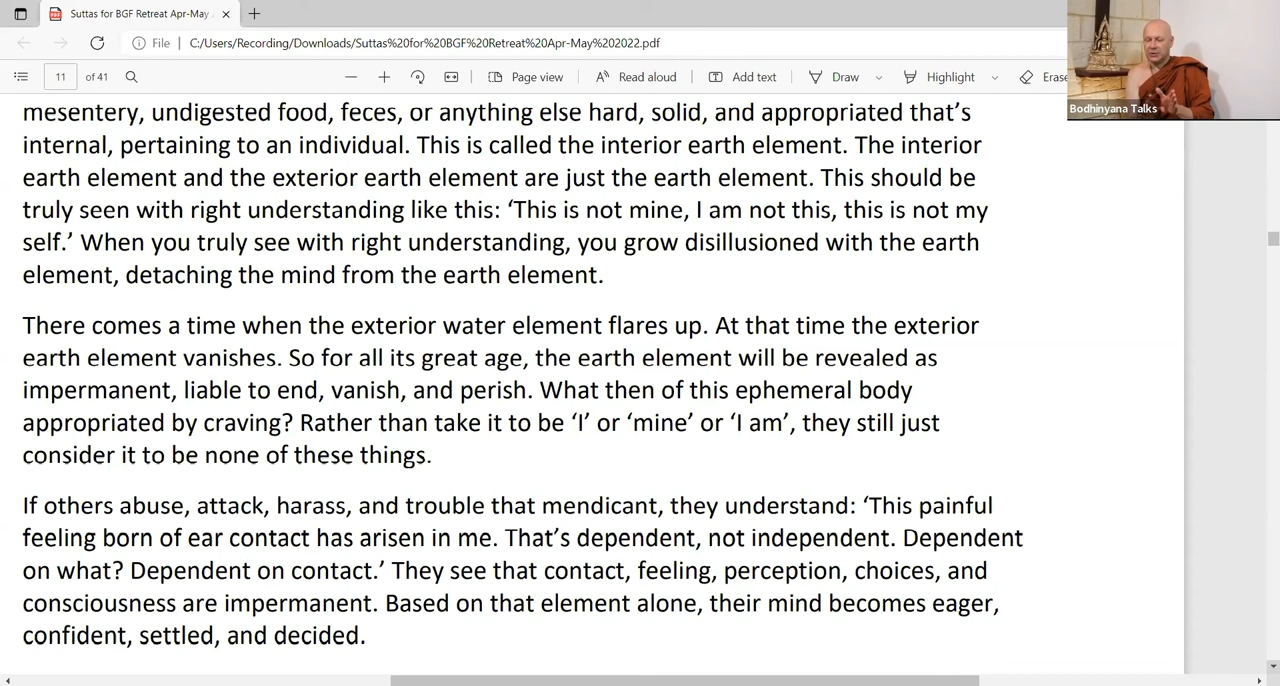 Suttas for BGF Retreat Apr-May
File C:/Users/Recording/Downloads/Suttas%20for%20BGF%20Retreat%20Apr-May%202022.pdf
11 of 41 Page view Read aloud Add text Draw Highlight Erase
Bodhinyana Talks
mesentery, undigested food, feces, or anything else hard, solid, and appropriated that’s
internal, pertaining to an individual. This is called the interior earth element. The interior
earth element and the exterior earth element are just the earth element. This should be
truly seen with right understanding like this: ‘This is not mine, I am not this, this is not my
self.’ When you truly see with right understanding, you grow disillusioned with the earth
element, detaching the mind from the earth element.
There comes a time when the exterior water element flares up. At that time the exterior
earth element vanishes. So for all its great age, the earth element will be revealed as
impermanent, liable to end, vanish, and perish. What then of this ephemeral body
appropriated by craving? Rather than take it to be ‘I’ or ‘mine’ or ‘I am’, they still just
consider it to be none of these things.
If others abuse, attack, harass, and trouble that mendicant, they understand: ‘This painful
feeling born of ear contact has arisen in me. That’s dependent, not independent. Dependent
on what? Dependent on contact.’ They see that contact, feeling, perception, choices, and
consciousness are impermanent. Based on that element alone, their mind becomes eager,
confident, settled, and decided.